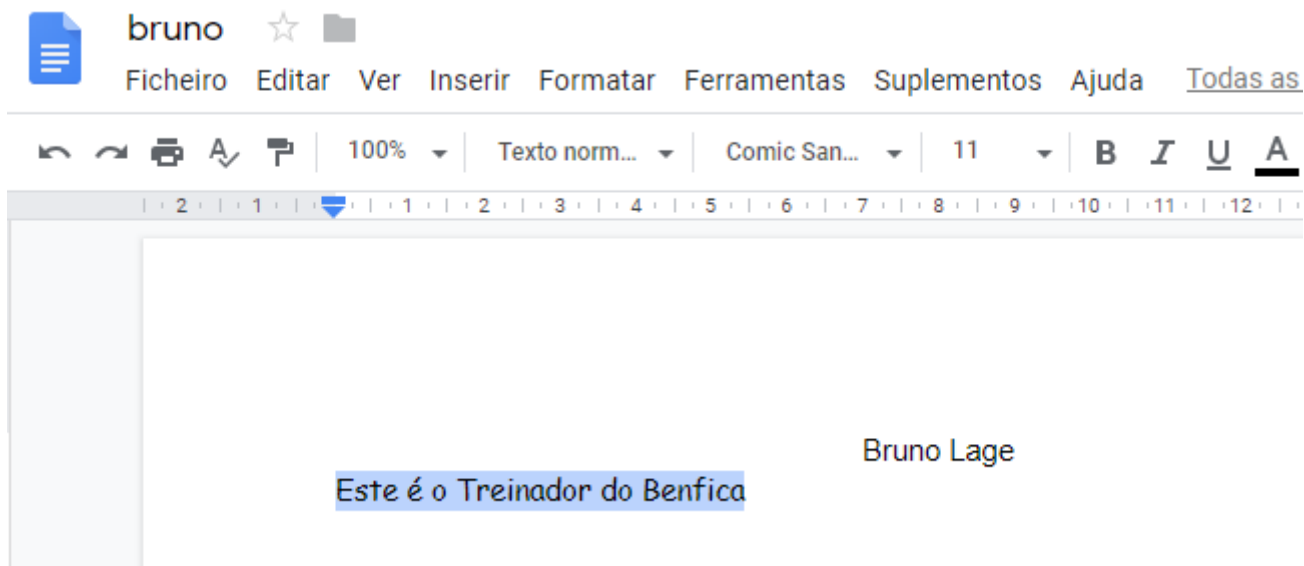 bruno
Ficheiro Editar Ver Inserir Formatar Ferramentas Suplementos Ajuda Todas as
100% Texto norm... Comic San... 11 B I U A
2 1 1 2 3 4 5 6 7 8 9 10 11 12
Bruno Lage
Este é o Treinador do Benfica